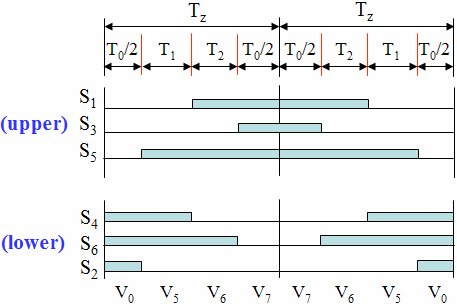 Tz Tz
T0/2 T1 T2 T0/2 T0/2 T2 T1 T0/2
S1
(upper) S3
S5
S4
(lower) S6
S2
V0 V5 V6 V7 V7 V6 V5 V0